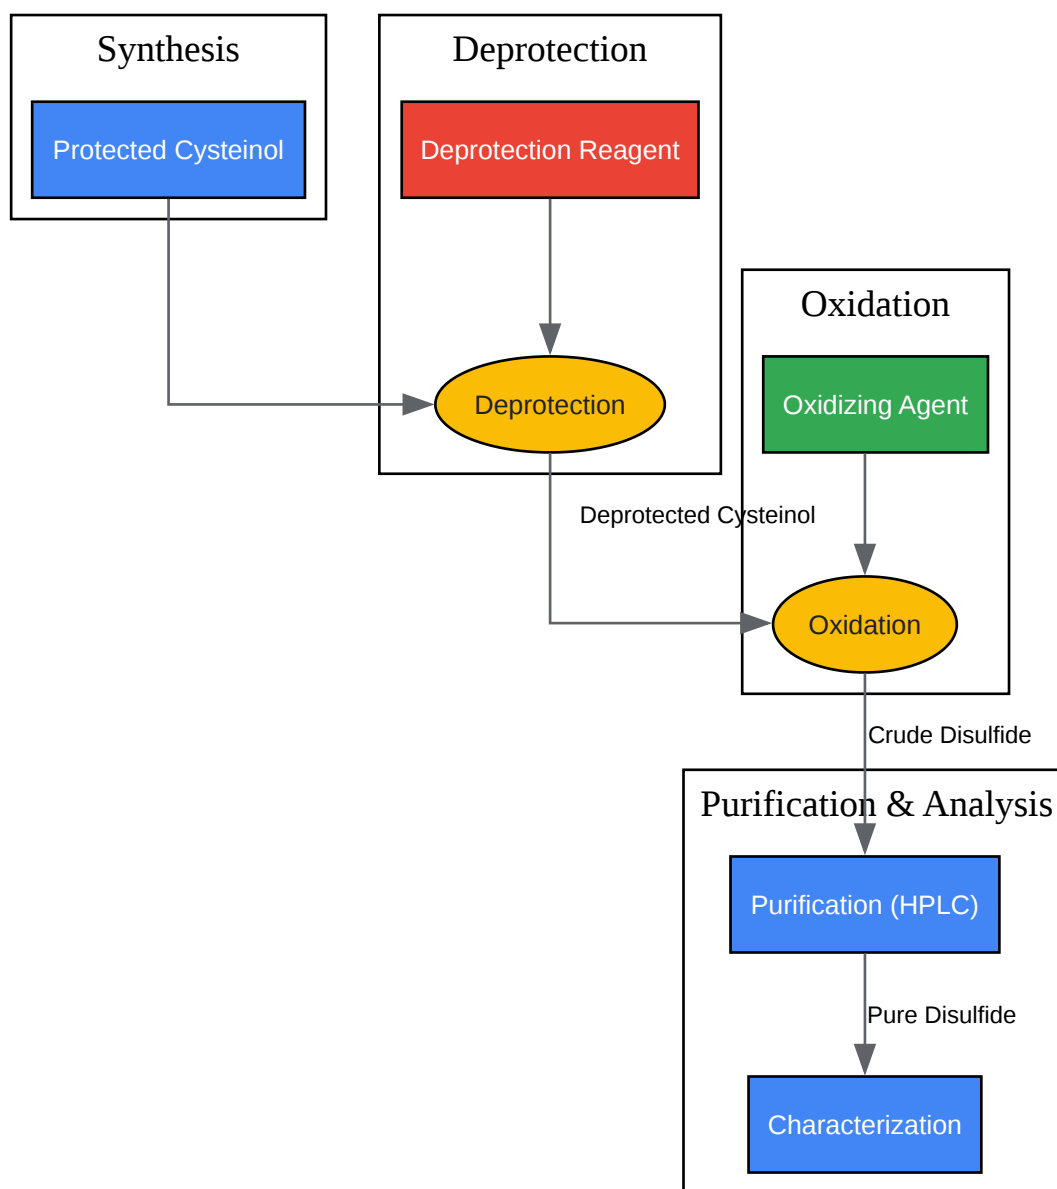 Synthesis
Protected Cysteinol
Deprotection
Deprotection Reagent
Deprotection
Deprotected Cysteinol
Oxidation
Oxidizing Agent
Oxidation
Crude Disulfide
Purification & Analysis
Purification (HPLC)
Pure Disulfide
Characterization